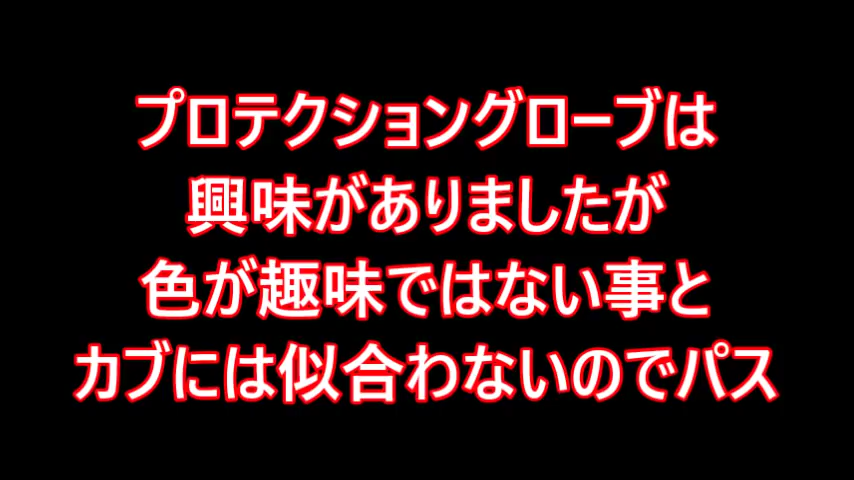 プロテクショングローブは
興味がありましたが
色が趣味ではない事と
カブには似合わないのでパス